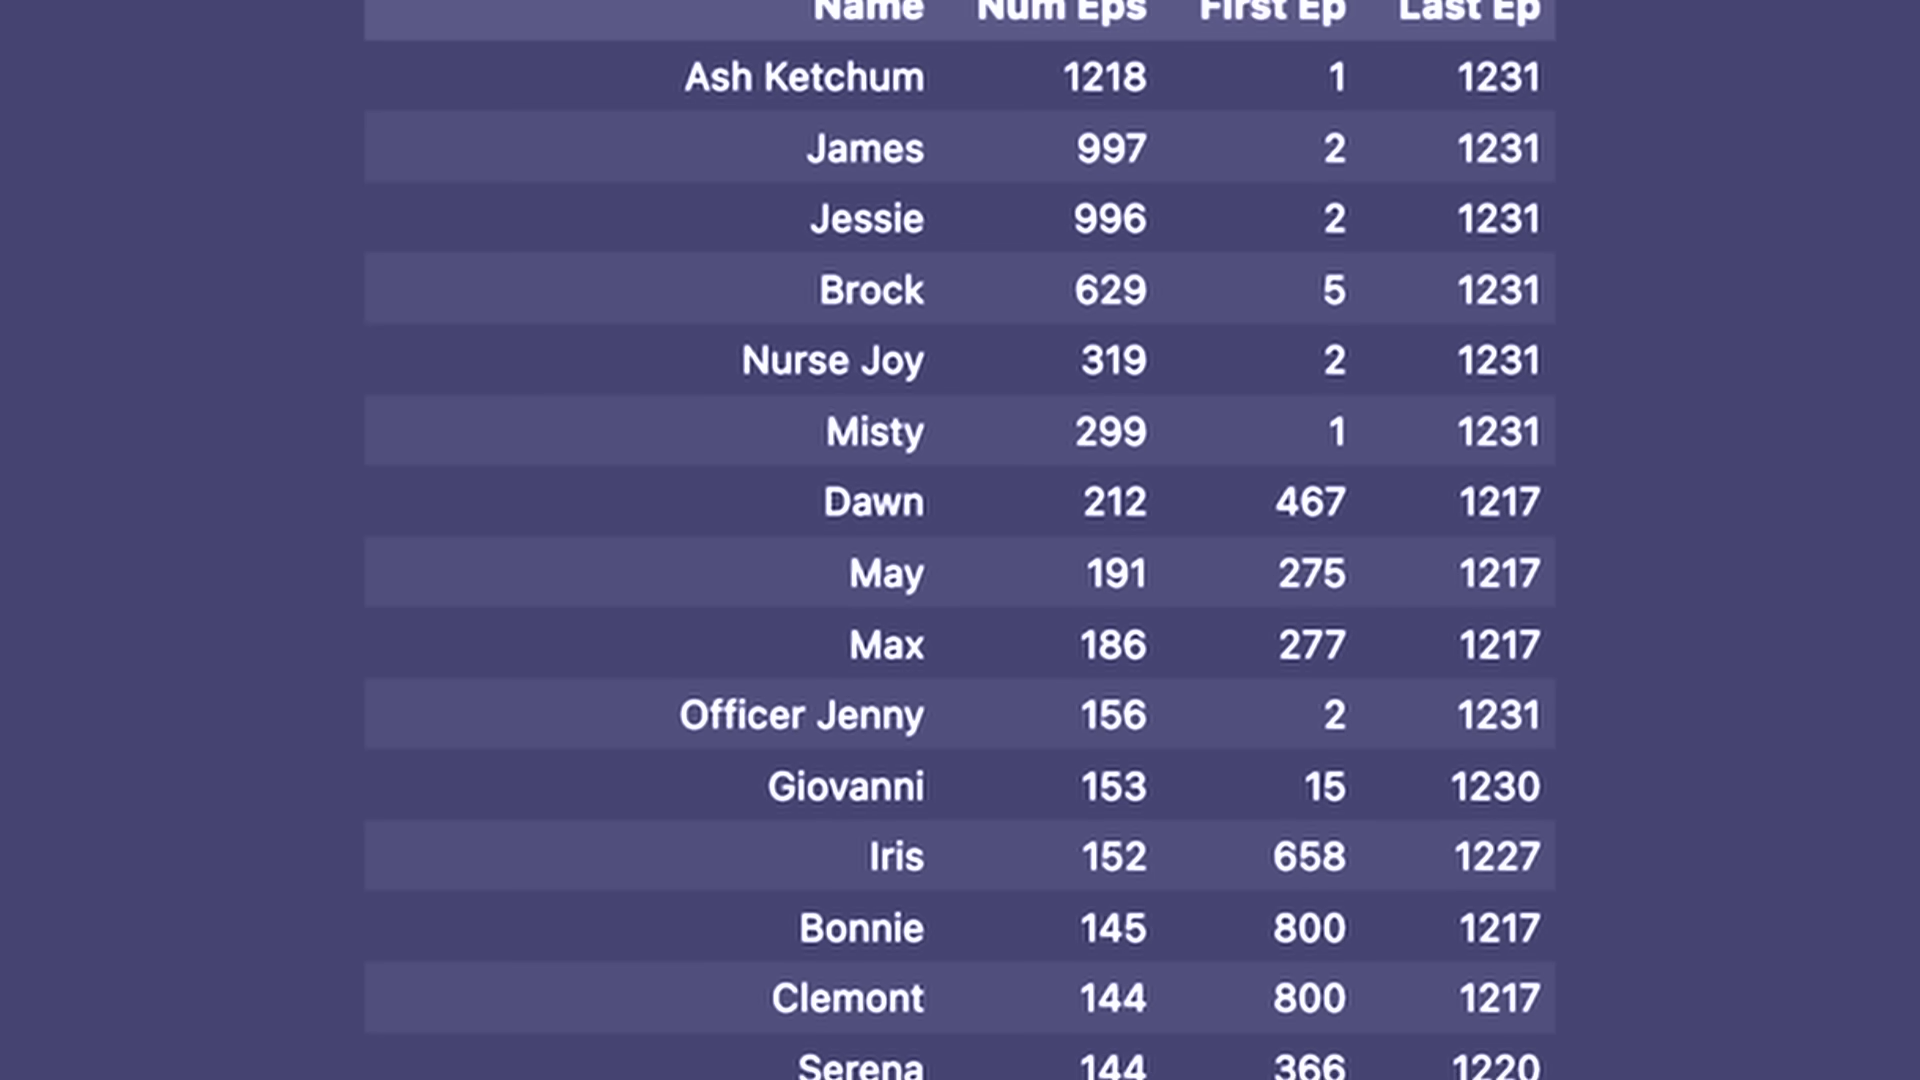 Name Num Eps First Ep Last Ep
Ash Ketchum 1218 1 1231
James 997 2 1231
Jessie 996 2 1231
Brock 629 5 1231
Nurse Joy 319 2 1231
Misty 299 1 1231
Dawn 212 467 1217
May 191 275 1217
Max 186 277 1217
Officer Jenny 156 2 1231
Giovanni 153 15 1230
Iris 152 658 1227
Bonnie 145 800 1217
Clemont 144 800 1217
Serena 144 366 1220